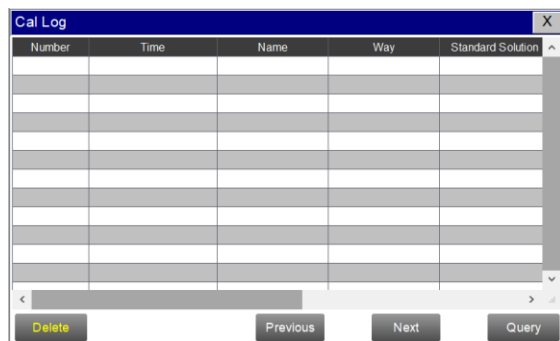 Cal Log X
Number Time Name Way Standard Solution
Delete Previous Next Query